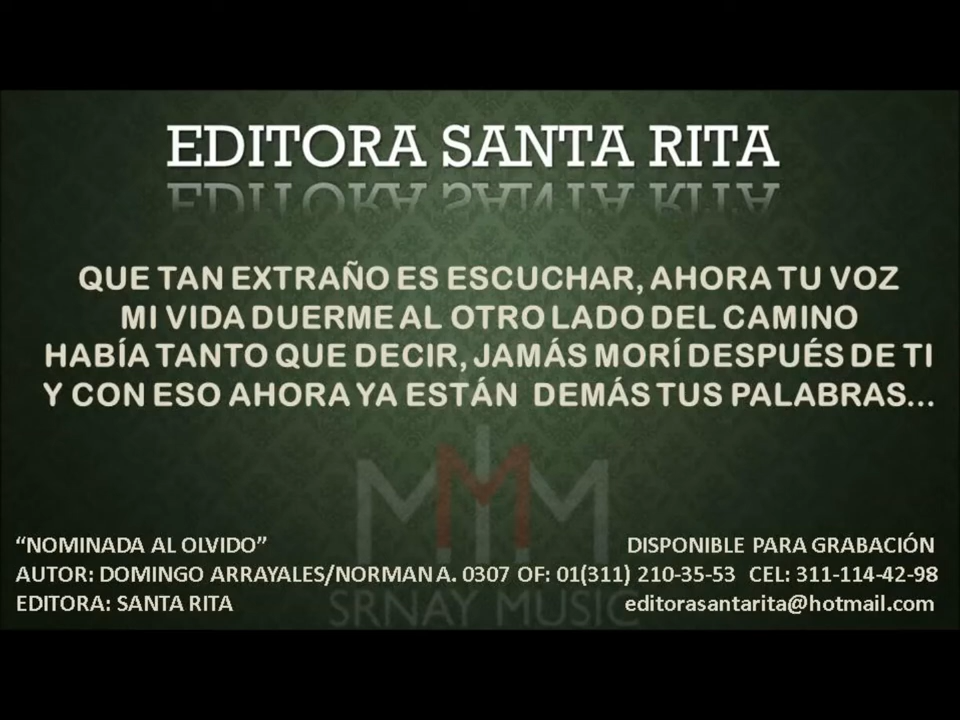 EDITORA SANTA RITA
QUE TAN EXTRAÑO ES ESCUCHAR, AHORA TU VOZ
MI VIDA DUERME AL OTRO LADO DEL CAMINO
HABÍA TANTO QUE DECIR, JAMÁS MORÍ DESPUÉS DE TI
Y CON ESO AHORA YA ESTÁN DEMÁS TUS PALABRAS...
“NOMINADA AL OLVIDO” DISPONIBLE PARA GRABACIÓN
AUTOR: DOMINGO ARRAYALES/NORMAN A. 0307 OF: 01(311) 210-35-53 CEL: 311-114-42-98
EDITORA: SANTA RITA editorasantarita@hotmail.com
MMM
SRNAY MUSIC